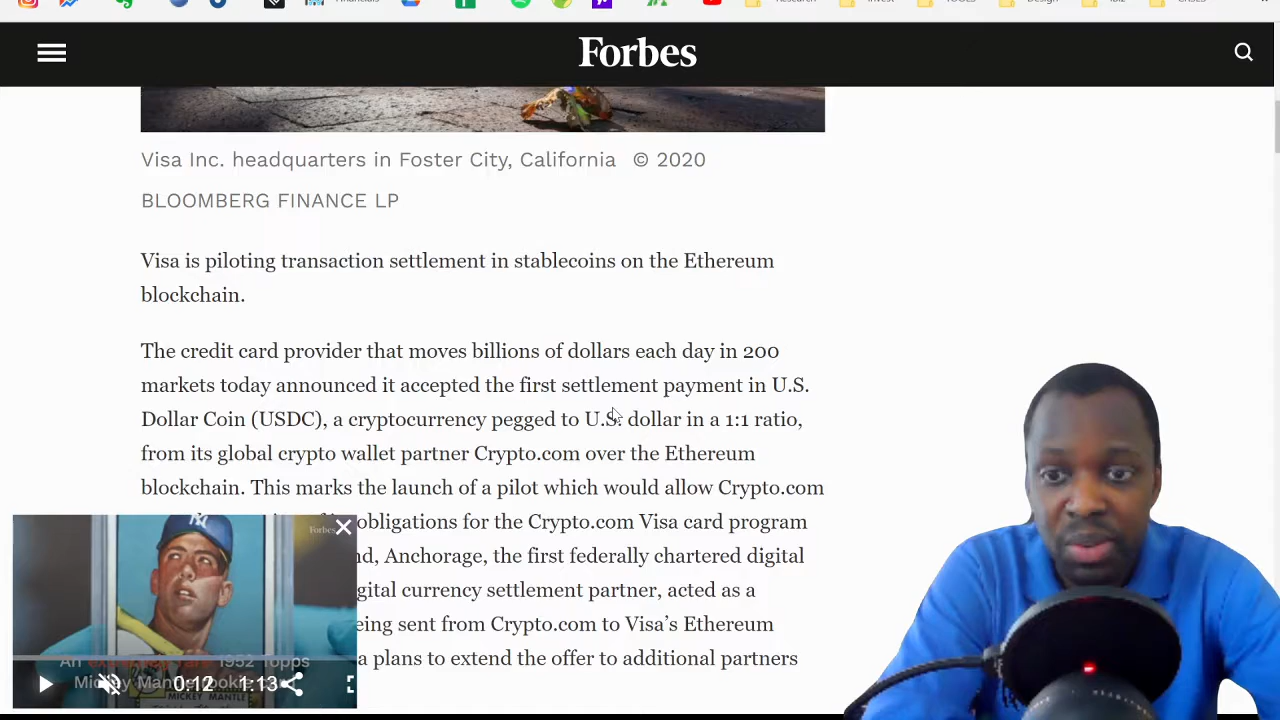 Forbes
Visa Inc. headquarters in Foster City, California © 2020
BLOOMBERG FINANCE LP
Visa is piloting transaction settlement in stablecoins on the Ethereum
blockchain.
The credit card provider that moves billions of dollars each day in 200
markets today announced it accepted the first settlement payment in U.S.
Dollar Coin (USDC), a cryptocurrency pegged to U.S. dollar in a 1:1 ratio,
from its global crypto wallet partner Crypto.com over the Ethereum
blockchain. This marks the launch of a pilot which would allow Crypto.com
obligations for the Crypto.com Visa card program
Anchorage, the first federally chartered digital
currency settlement partner, acted as a
sent from Crypto.com to Visa's Ethereum
plans to extend the offer to additional partners
Forbes
An 1952 Topps
Mickey Mantle
MICKEY MANTLE
0:12 1:13